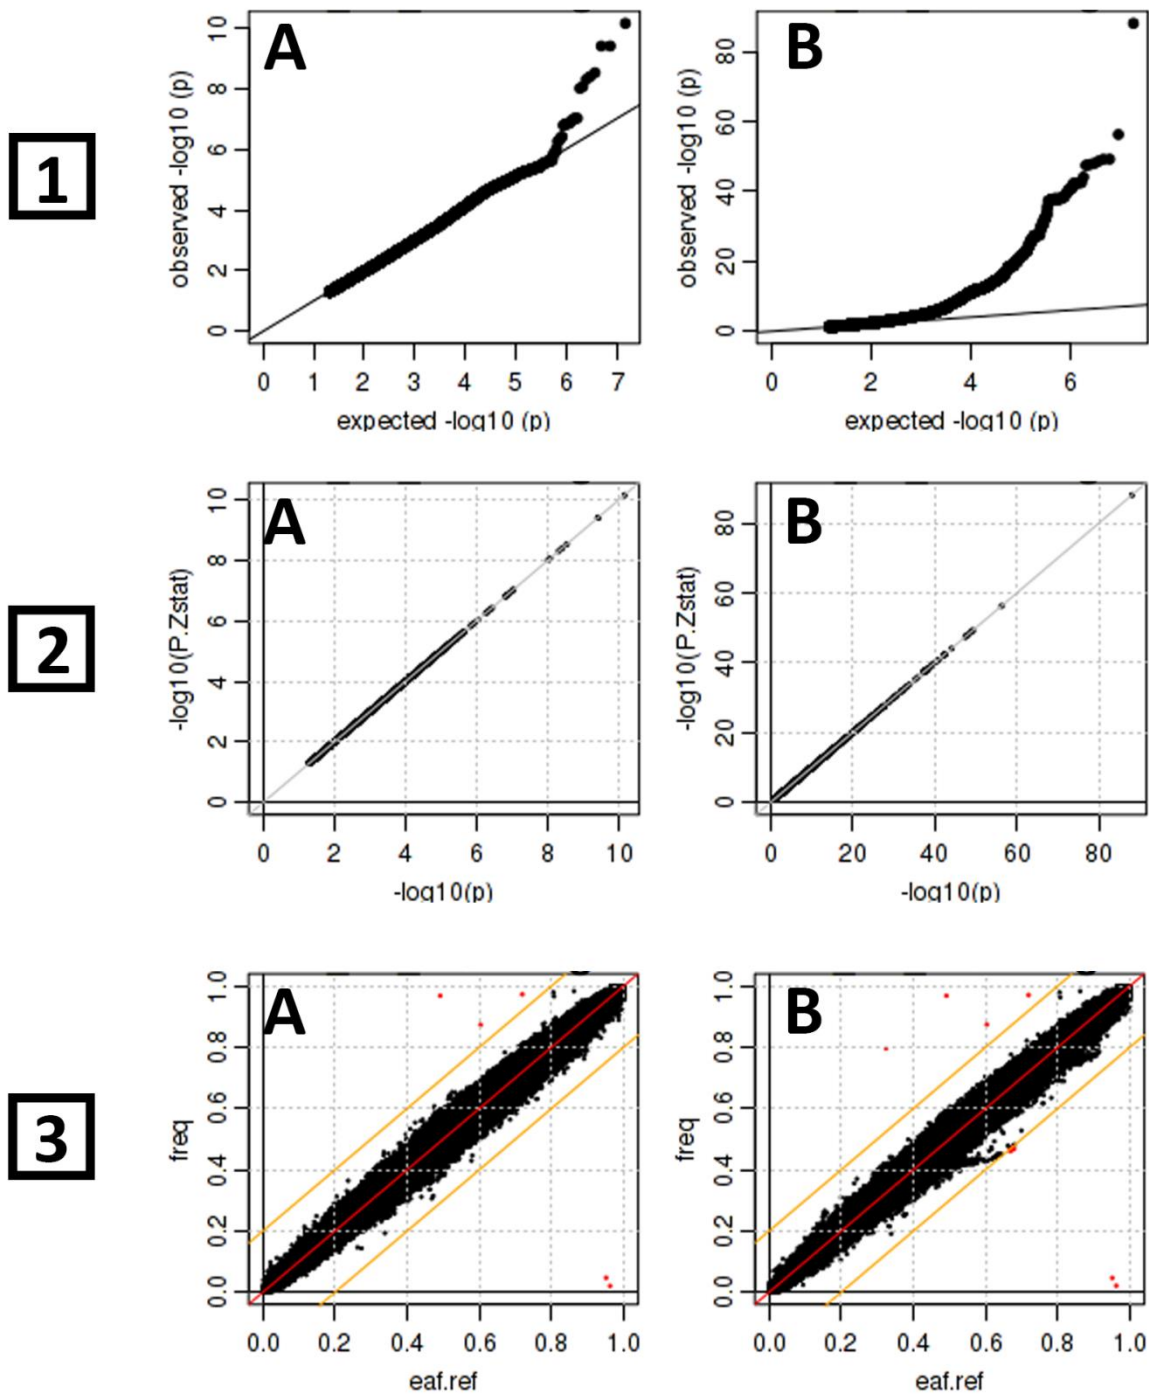 1
A
observed -log10 (p)
0 2 4 6 8 10
0 1 2 3 4 5 6 7
expected -log10 (p)
B
observed -log10 (p)
0 20 40 60 80
0 2 4 6
expected -log10 (p)
2
A
-log10(P.Zstat)
0 2 4 6 8 10
0 2 4 6 8 10
-log10(p)
B
-log10(P.Zstat)
0 20 40 60 80
0 20 40 60 80
-log10(p)
3
A
freq
0.0 0.2 0.4 0.6 0.8 1.0
0.0 0.2 0.4 0.6 0.8 1.0
eaf.ref
B
freq
0.0 0.2 0.4 0.6 0.8 1.0
0.0 0.2 0.4 0.6 0.8 1.0
eaf.ref